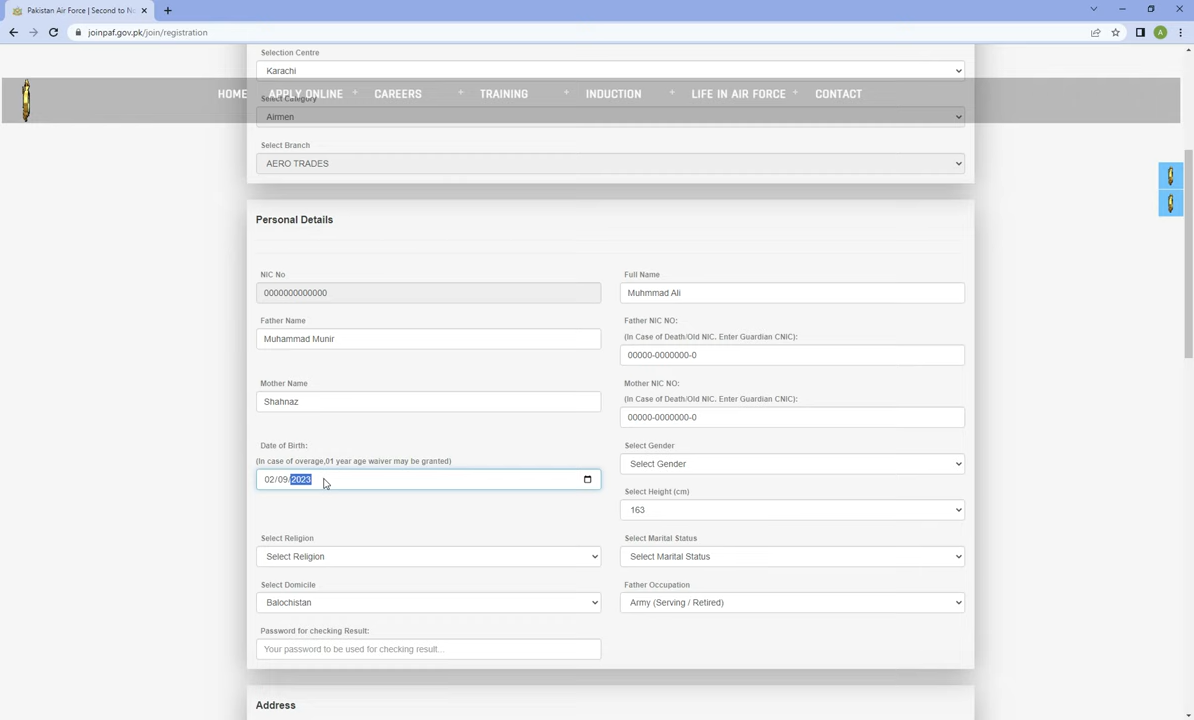 Pakistan Air Force | Second to No
joinpaf.gov.pk/join/registration
A
Selection Centre
Karachi
HOME APPLY ONLINE + CAREERS + TRAINING + INDUCTION + LIFE IN AIR FORCE + CONTACT
Select Category
Airmen
Select Branch
AERO TRADES
Personal Details
NIC No
0000000000000
Full Name
Muhmmad Ali
Father Name
Muhammad Munir
Father NIC NO:
(In Case of Death/Old NIC. Enter Guardian CNIC):
00000-0000000-0
Mother Name
Shahnaz
Mother NIC NO:
(In Case of Death/Old NIC. Enter Guardian CNIC):
00000-0000000-0
Date of Birth:
(In case of overage,01 year age waiver may be granted)
02/09/2023
Select Gender
Select Gender
Select Height (cm)
163
Select Religion
Select Religion
Select Marital Status
Select Marital Status
Select Domicile
Balochistan
Father Occupation
Army (Serving / Retired)
Password for checking Result:
Your password to be used for checking result...
Address